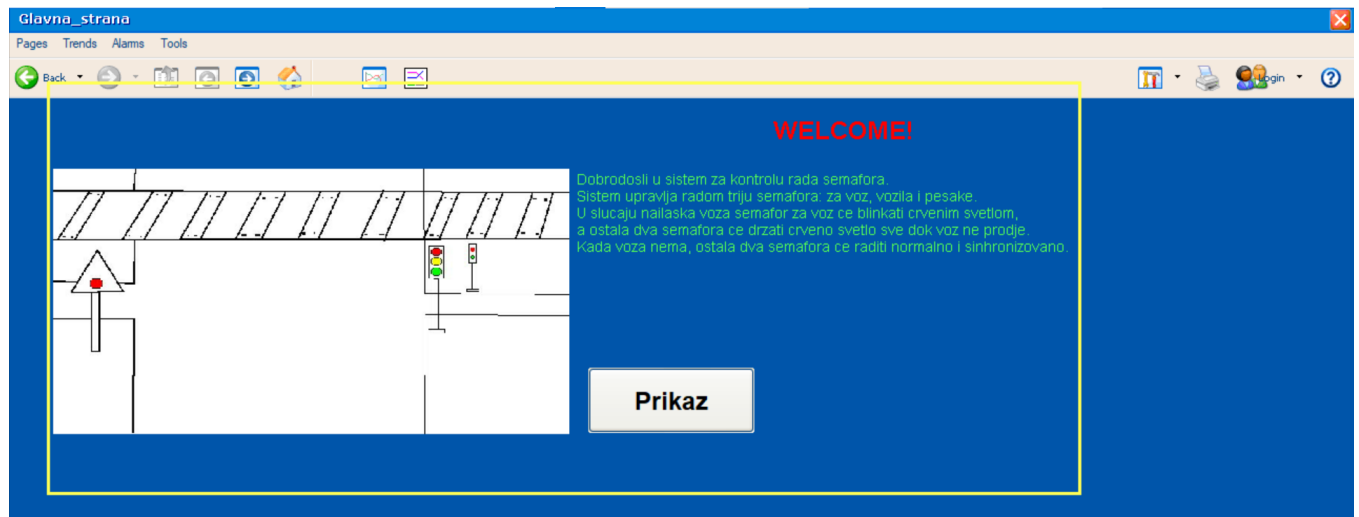 Glavna_strana
Pages Trends Alarms Tools
Back Login
WELCOME!
Dobrodosli u sistem za kontrolu rada semafora.
Sistem upravlja radom triju semafora: za voz, vozila i pesake.
U slucaju nailaska voza semafor za voz ce blinkati crvenim svetlom,
a ostala dva semafora ce drzati crveno svetlo sve dok voz ne prodje.
Kada voza nema, ostala dva semafora ce raditi normalno i sinhronizovano.
Prikaz